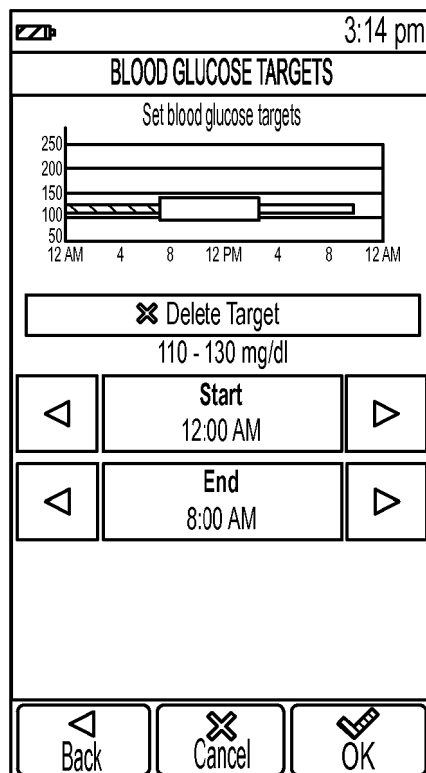 3:14 pm
BLOOD GLUCOSE TARGETS
Set blood glucose targets
250
200
150
100
50
12 AM 4 8 12 PM 4 8 12 AM
Delete Target
110 - 130 mg/dl
Start
12:00 AM
End
8:00 AM
Back Cancel OK